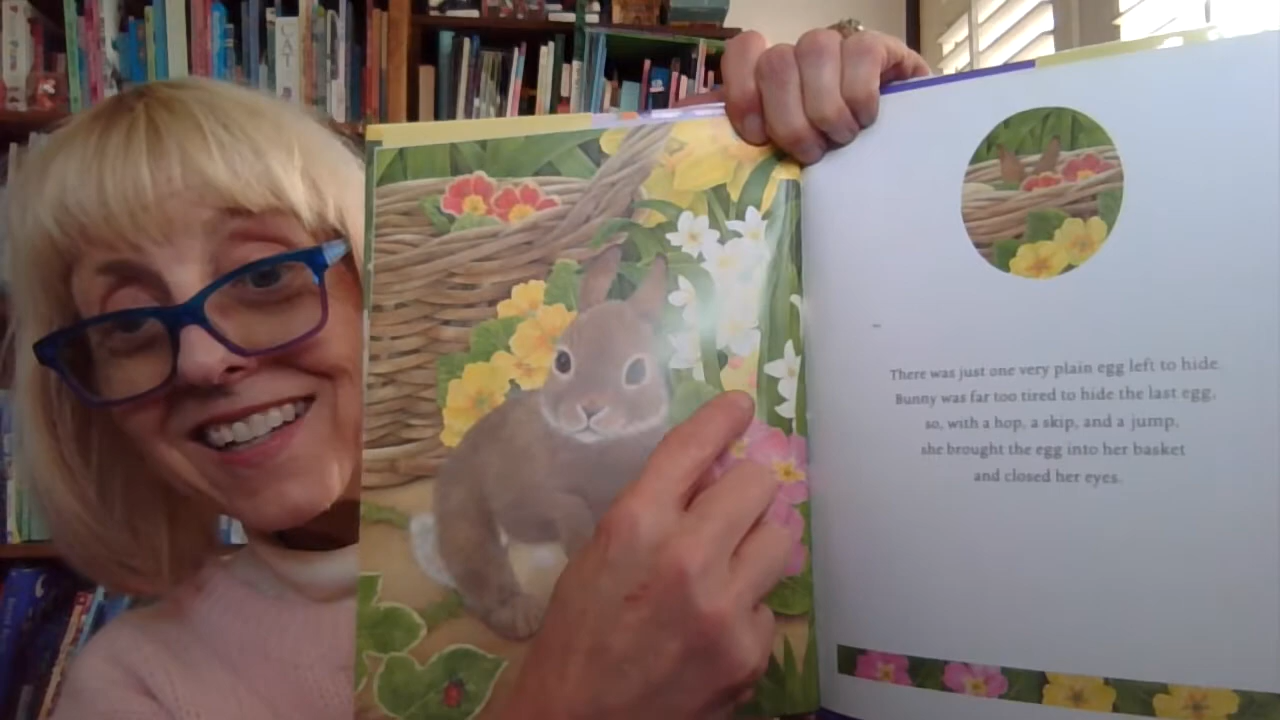 CAT
There was just one very plain egg left to hide.
Bunny was far too tired to hide the last egg,
so, with a hop, a skip, and a jump,
she brought the egg into her basket
and closed her eyes.